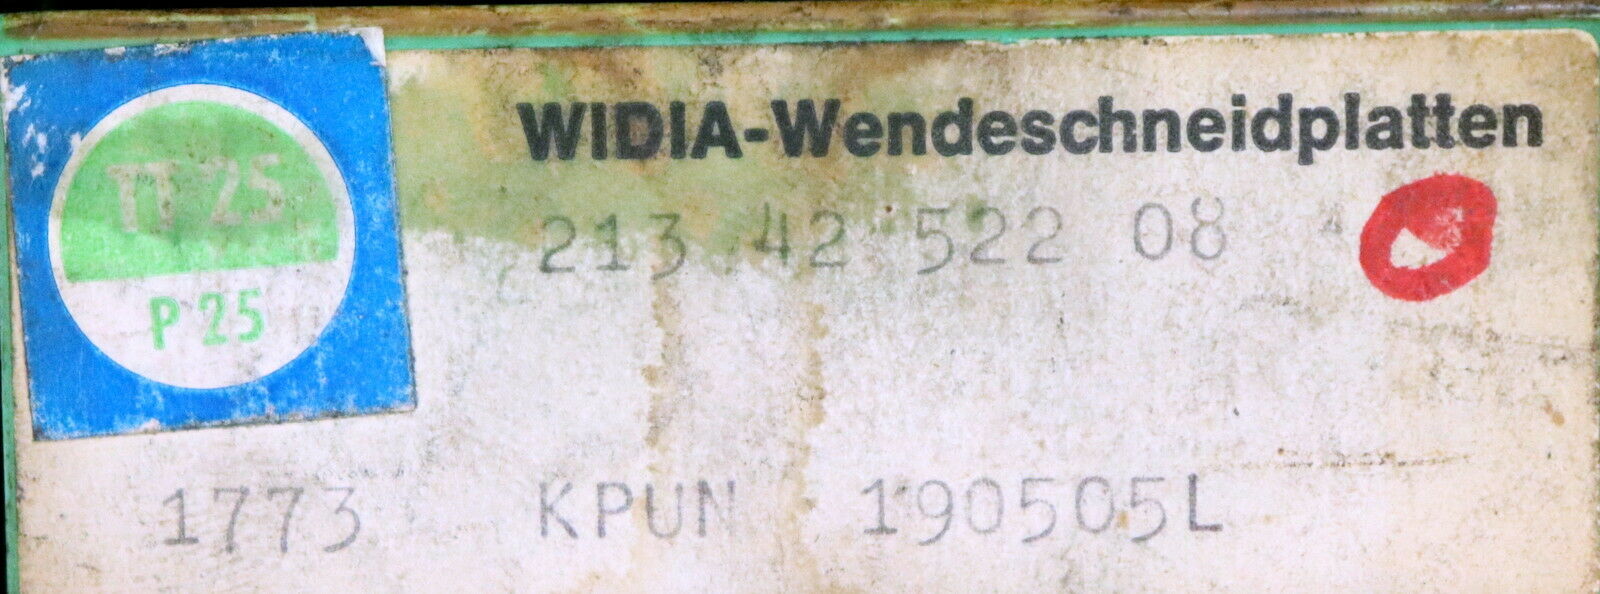 WIDIA-Wendeschneidplatten
TT 25
P 25
213 42 522 08
1773 KPUN 190505L